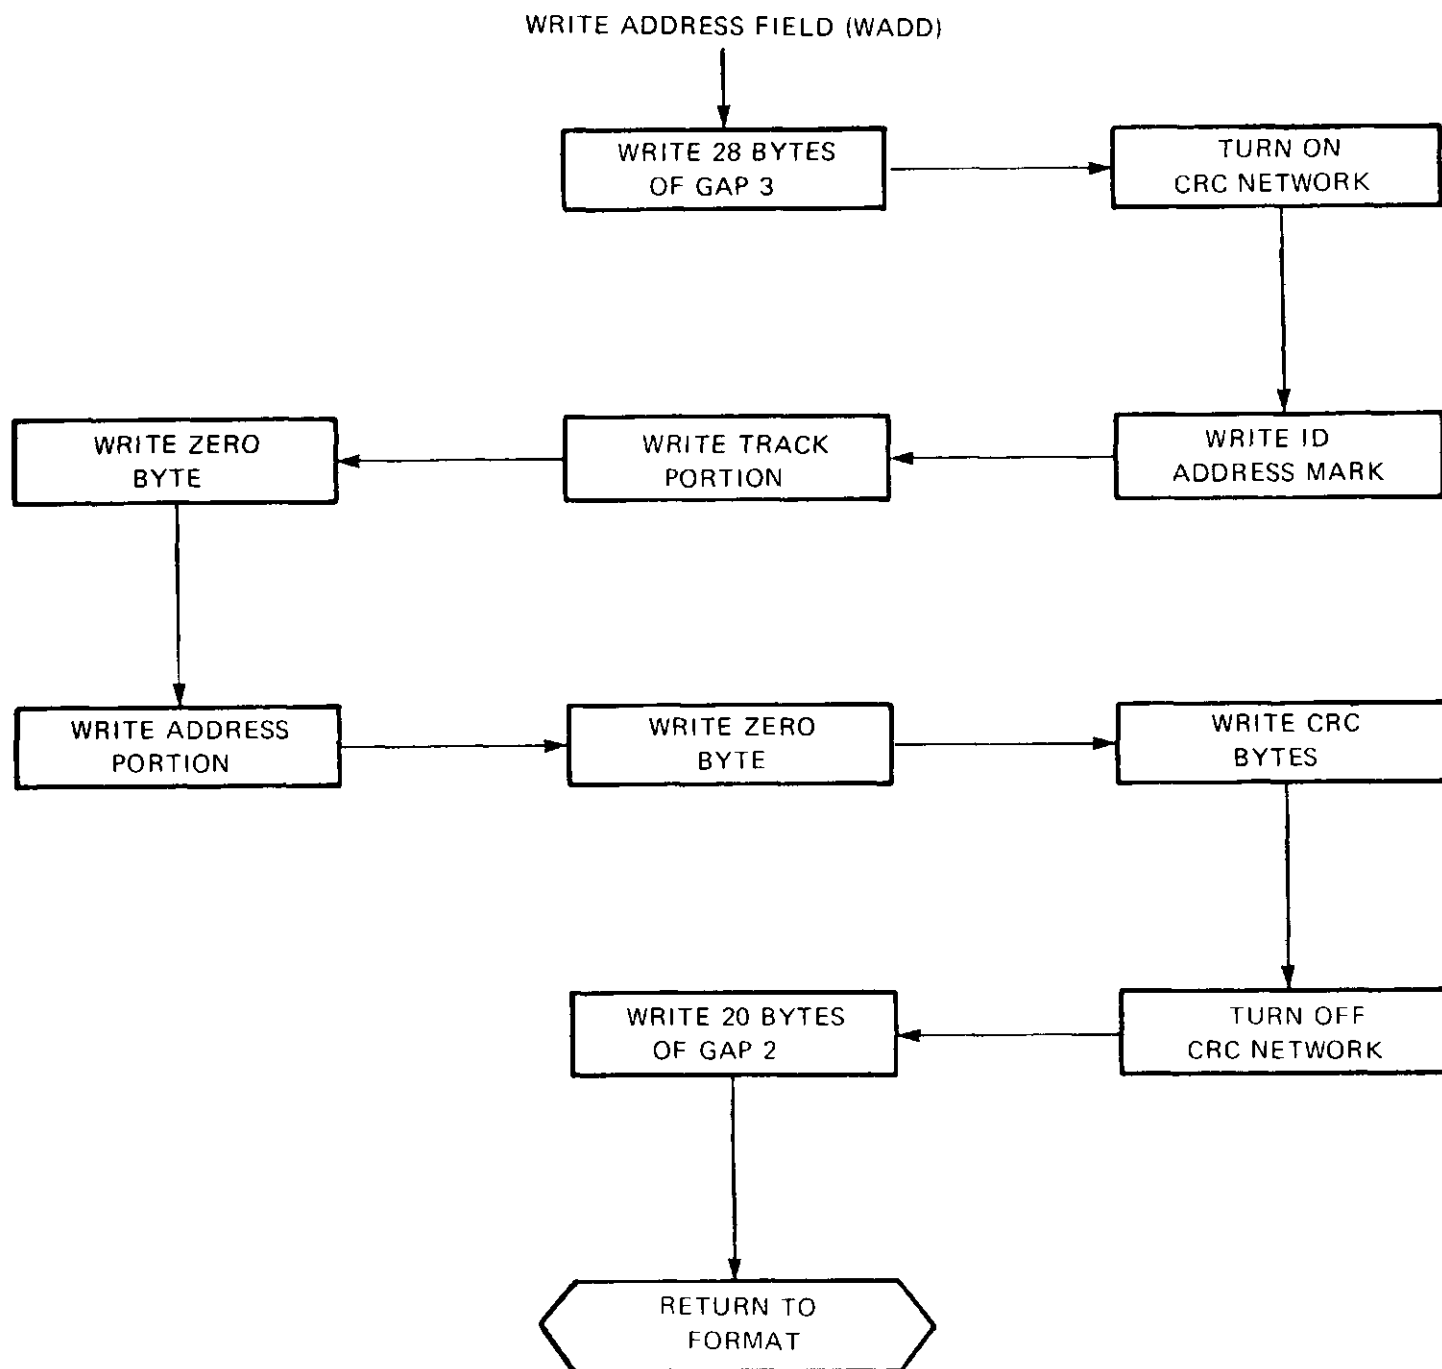 WRITE ADDRESS FIELD (WADD)
WRITE 28 BYTES
OF GAP 3
TURN ON
CRC NETWORK
WRITE ID
ADDRESS MARK
WRITE TRACK
PORTION
WRITE ZERO
BYTE
WRITE ADDRESS
PORTION
WRITE ZERO
BYTE
WRITE CRC
BYTES
TURN OFF
CRC NETWORK
WRITE 20 BYTES
OF GAP 2
RETURN TO
FORMAT